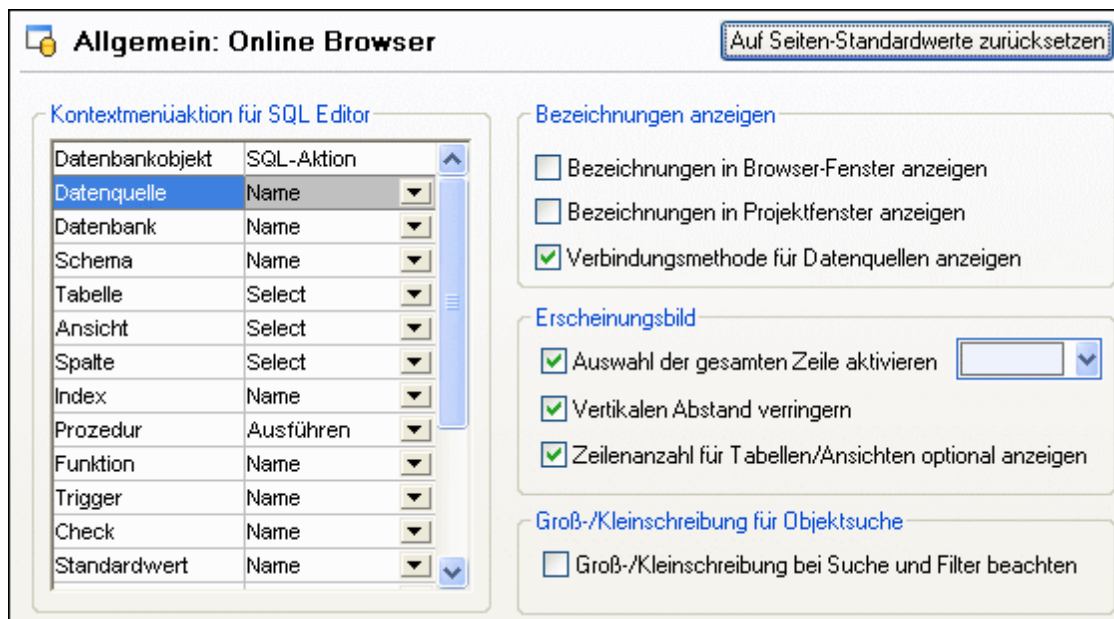 Allgemein: Online Browser
Auf Seiten-Standardwerte zurücksetzen
Kontextmenüaktion für SQL Editor
Datenbankobjekt SQL-Aktion
Datenquelle Name
Datenbank Name
Schema Name
Tabelle Select
Ansicht Select
Spalte Select
Index Name
Prozedur Ausführen
Funktion Name
Trigger Name
Check Name
Standardwert Name
Bezeichnungen anzeigen
Bezeichnungen in Browser-Fenster anzeigen
Bezeichnungen in Projektfenster anzeigen
Verbindungsmethode für Datenquellen anzeigen
Erscheinungsbild
Auswahl der gesamten Zeile aktivieren
Vertikalen Abstand verringern
Zeilenanzahl für Tabellen/Ansichten optional anzeigen
Groß-/Kleinschreibung für Objektsuche
Groß-/Kleinschreibung bei Suche und Filter beachten